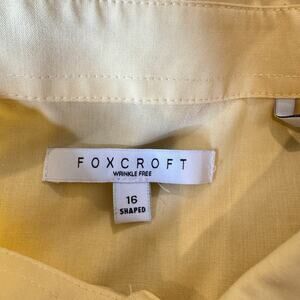 FOXCROFT
WRINKLE FREE
16
SHAPED